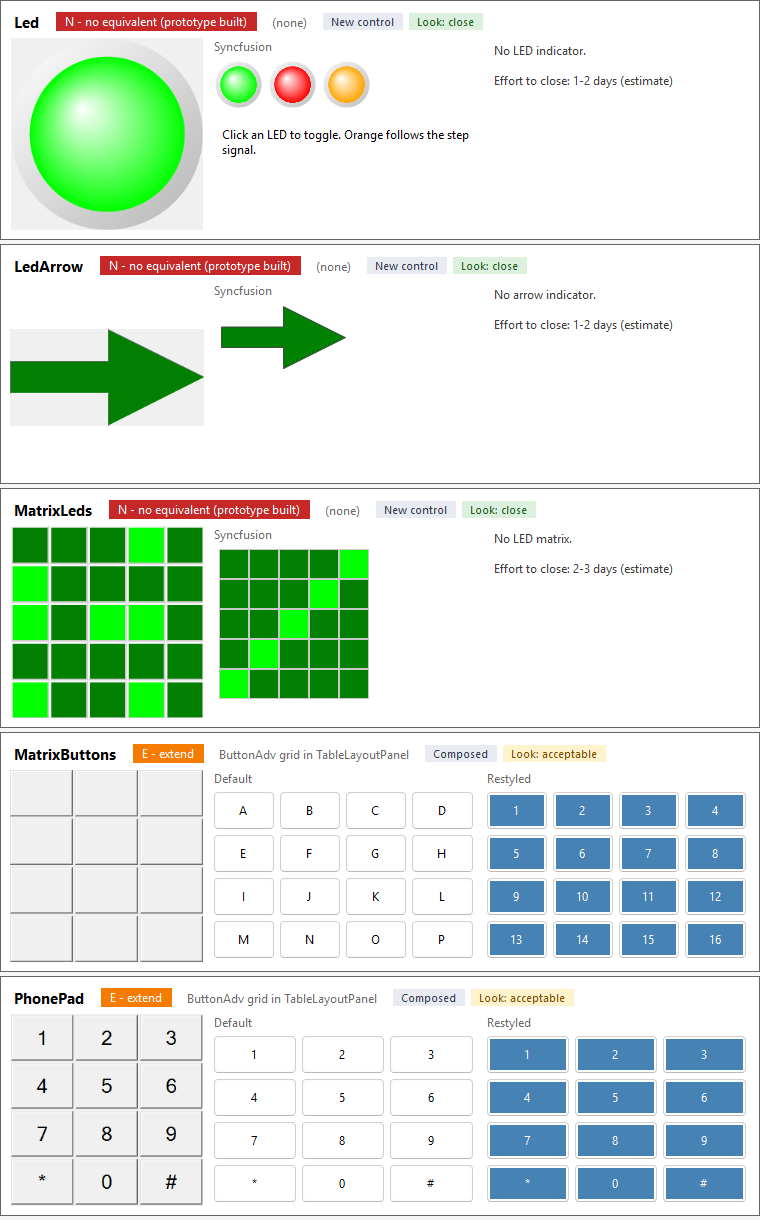 Led N - no equivalent (prototype built) (none) New control Look: close
Syncfusion
No LED indicator.
Effort to close: 1-2 days (estimate)
Click an LED to toggle. Orange follows the step
signal.
LedArrow N - no equivalent (prototype built) (none) New control Look: close
Syncfusion
No arrow indicator.
Effort to close: 1-2 days (estimate)
MatrixLeds N - no equivalent (prototype built) (none) New control Look: close
Syncfusion
No LED matrix.
Effort to close: 2-3 days (estimate)
MatrixButtons E - extend ButtonAdv grid in TableLayoutPanel Composed Look: acceptable
Default
A B C D
E F G H
I J K L
M N O P
Restyled
1 2 3 4
5 6 7 8
9 10 11 12
13 14 15 16
PhonePad E - extend ButtonAdv grid in TableLayoutPanel Composed Look: acceptable
1 2 3
4 5 6
7 8 9
* 0 #
Default
1 2 3
4 5 6
7 8 9
* 0 #
Restyled
1 2 3
4 5 6
7 8 9
* 0 #